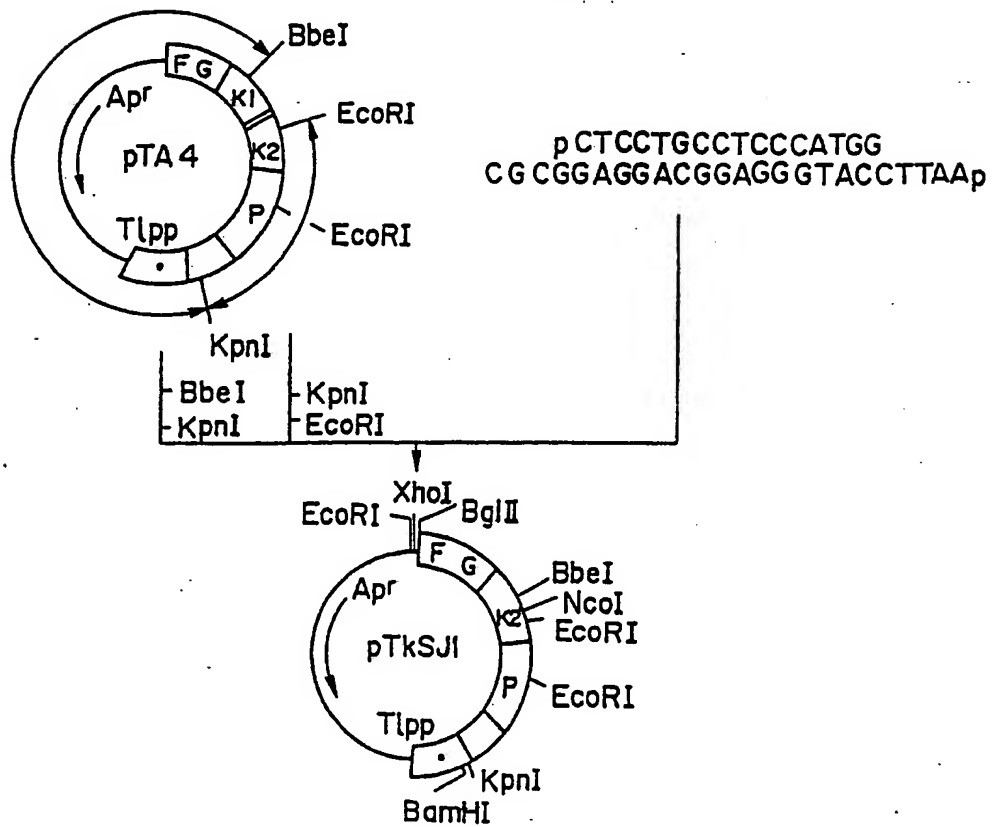 BbeI
F G
K1
Apr
EcoRI
pTA4
K2
pCTCCTGCCTCCCATGG
CGCGGAGGACGGAGGGTACCTTAAp
P
Tlpp
EcoRI
KpnI
BbeI
KpnI
KpnI
EcoRI
XhoI
EcoRI
BglII
F G
BbeI
Apr
NcoI
K2
EcoRI
pTkSJ1
P
EcoRI
Tlpp
KpnI
BamHI